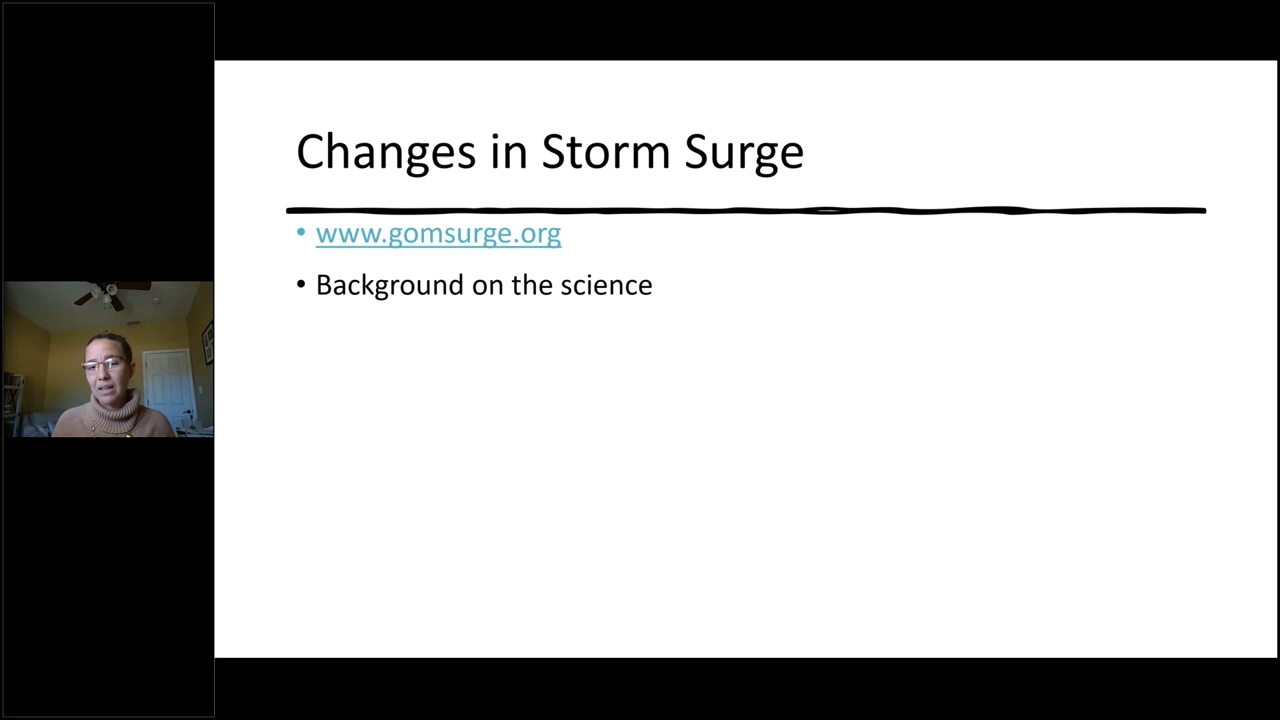 Changes in Storm Surge
• www.gomsurge.org
• Background on the science